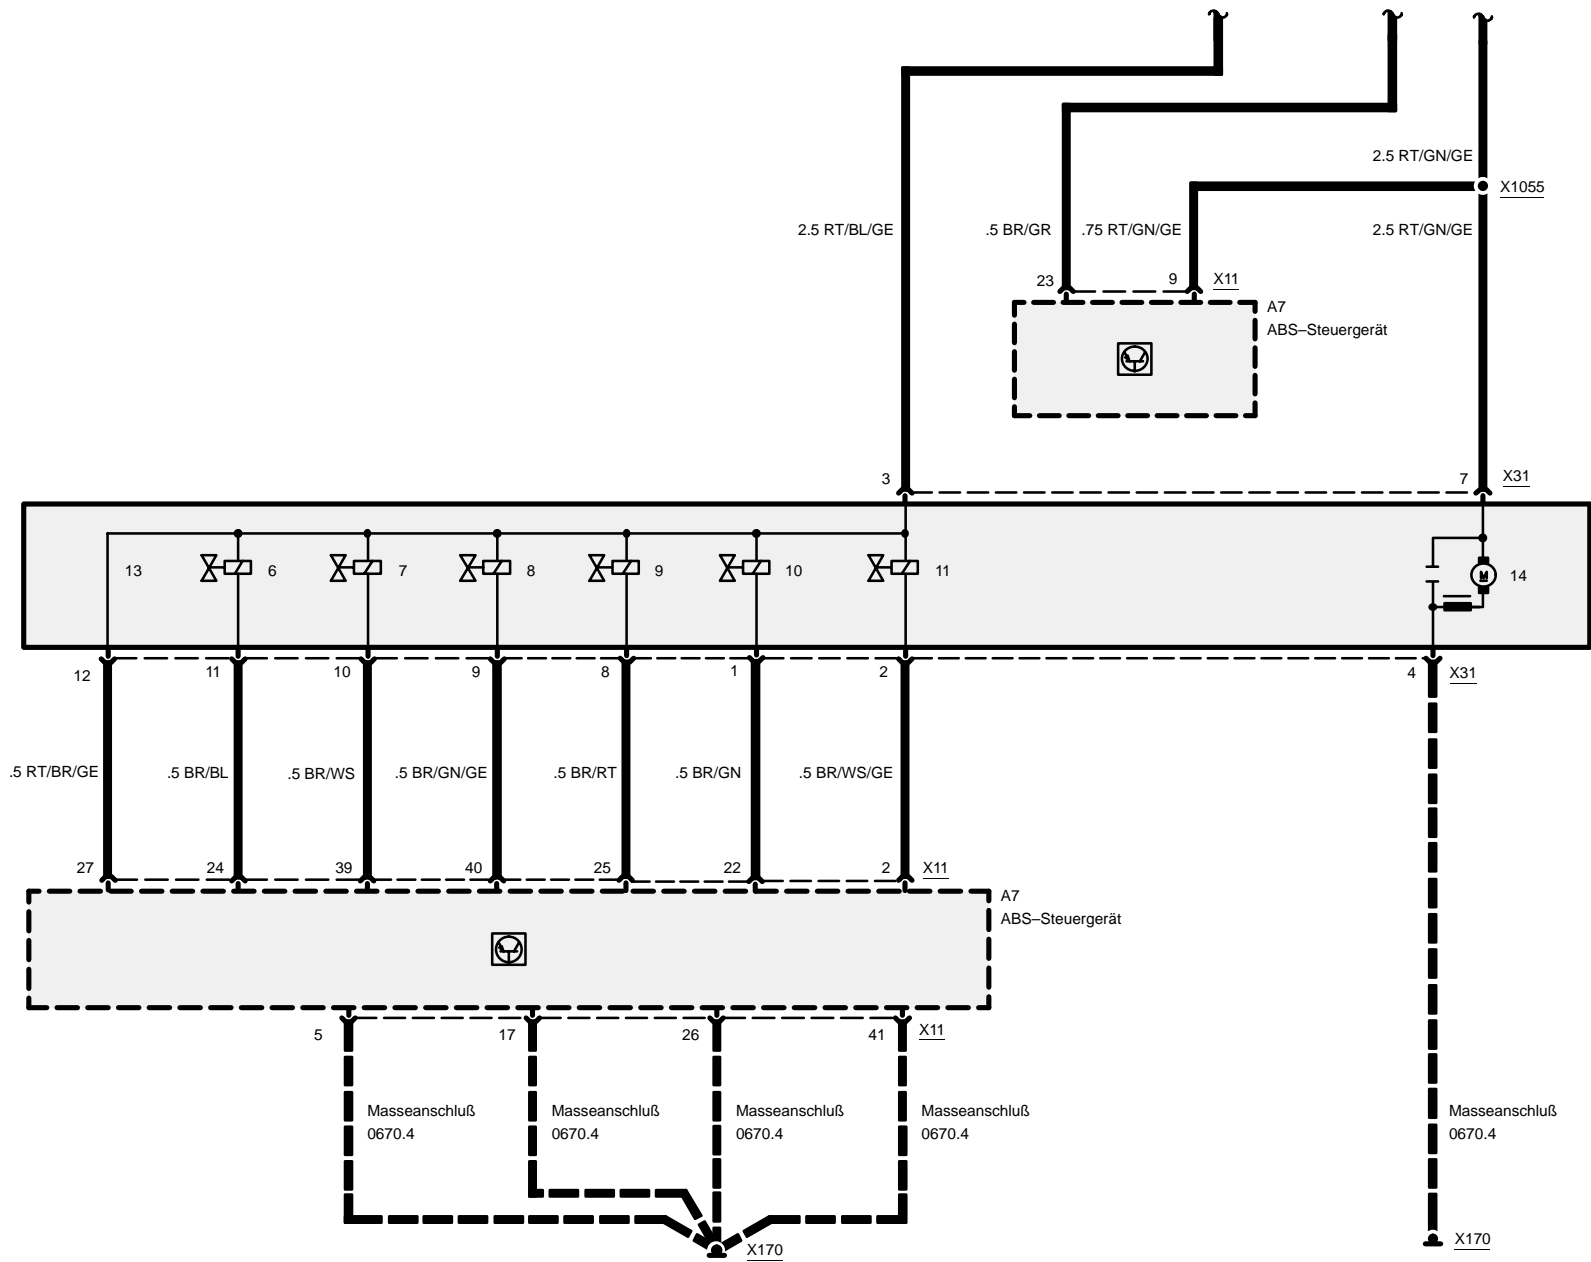 2.5 RT/GN/GE
X1055
2.5 RT/BL/GE
.5 BR/GR
.75 RT/GN/GE
2.5 RT/GN/GE
23
9
X11
A7
ABS–Steuergerät
3
7
X31
13
6
7
8
9
10
11
M
14
12
11
10
9
8
1
2
4
X31
.5 RT/BR/GE
.5 BR/BL
.5 BR/WS
.5 BR/GN/GE
.5 BR/RT
.5 BR/GN
.5 BR/WS/GE
27
24
39
40
25
22
2
X11
A7
ABS–Steuergerät
5
17
26
41
X11
Masseanschluß
0670.4
Masseanschluß
0670.4
Masseanschluß
0670.4
Masseanschluß
0670.4
Masseanschluß
0670.4
X170
X170